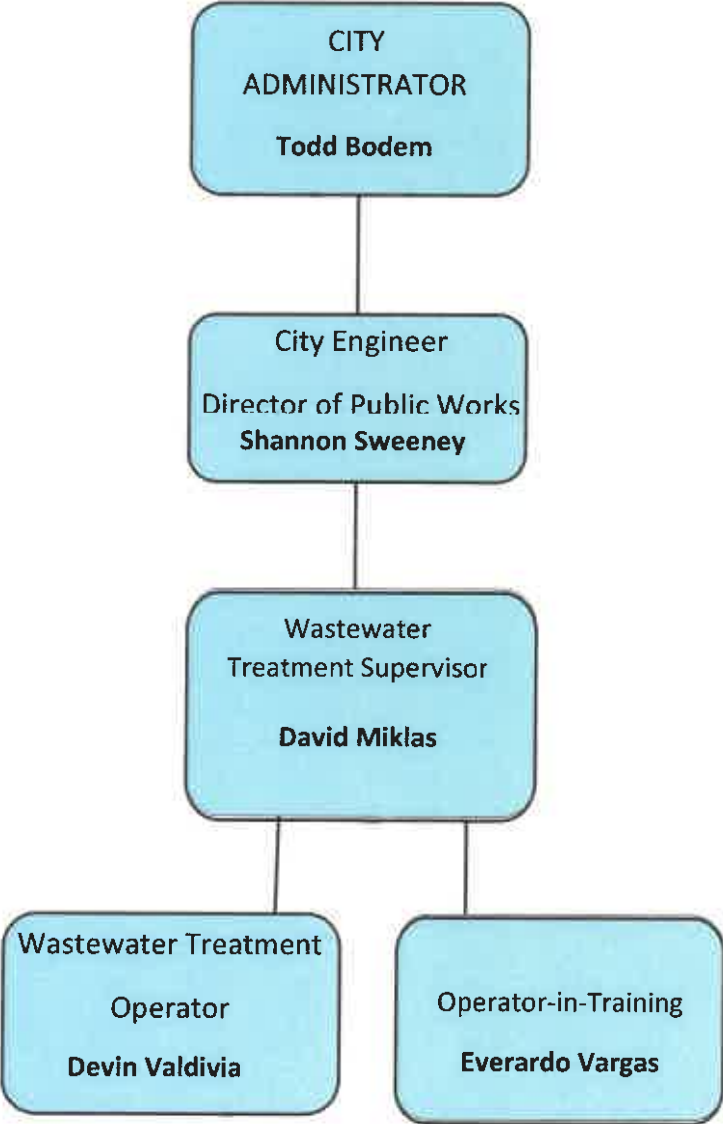 CITY
ADMINISTRATOR
Todd Bodem
City Engineer
Director of Public Works
Shannon Sweeney
Wastewater
Treatment Supervisor
David Miklas
Wastewater Treatment
Operator
Devin Valdivia
Operator-in-Training
Everardo Vargas